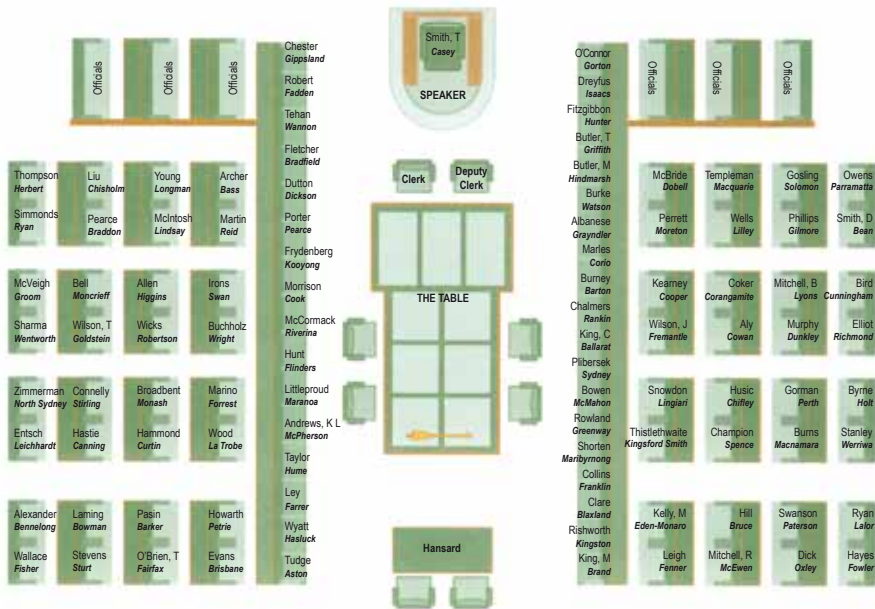 Officials
Officials
Officials
Chester
Gippsland
Robert
Fadden
Tehan
Wannon
Fletcher
Bradfield
Dutton
Dickson
Porter
Pearce
Frydenberg
Kooyong
Morrison
Cook
McCormack
Riverina
Hunt
Flinders
Littleproud
Maranoa
Andrews, K L
McPherson
Taylor
Hume
Ley
Farrer
Wyatt
Hasluck
Tudge
Aston
Thompson
Herbert
Liu
Chisholm
Young
Longman
Archer
Bass
Simmonds
Ryan
Pearce
Braddon
McIntosh
Lindsay
Martin
Reid
McVeigh
Groom
Bell
Moncrieff
Allen
Higgins
Irons
Swan
Sharma
Wentworth
Wilson, T
Goldstein
Wicks
Robertson
Buchholz
Wright
Zimmerman
North Sydney
Connelly
Stirling
Broadbent
Monash
Marino
Forrest
Entsch
Leichhardt
Hastie
Canning
Hammond
Curtin
Wood
La Trobe
Alexander
Bennelong
Laming
Bowman
Pasin
Barker
Howarth
Petrie
Wallace
Fisher
Stevens
Sturt
O'Brien, T
Fairfax
Evans
Brisbane
Smith, T
Casey
SPEAKER
Clerk
Deputy
Clerk
THE TABLE
Hansard
O'Connor
Gorton
Dreyfus
Isaacs
Fitzgibbon
Hunter
Butler, T
Griffith
Butler, M
Hindmarsh
Burke
Watson
Albanese
Grayndler
Marles
Corio
Burney
Barton
Chalmers
Rankin
King, C
Ballarat
Plibersek
Sydney
Bowen
McMahon
Rowland
Greenway
Shorten
Maribyrnong
Collins
Franklin
Clare
Blaxland
Rishworth
Kingston
King, M
Brand
Officials
Officials
Officials
McBride
Dobell
Templeman
Macquarie
Gosling
Solomon
Owens
Parramatta
Perrett
Moreton
Wells
Lilley
Phillips
Gilmore
Smith, D
Bean
Kearney
Cooper
Coker
Corangamite
Mitchell, B
Lyons
Bird
Cunningham
Wilson, J
Fremantle
Aly
Cowan
Murphy
Dunkley
Elliot
Richmond
Snowdon
Lingiari
Husic
Chifley
Gorman
Perth
Byrne
Holt
Thistlethwaite
Kingsford Smith
Champion
Spence
Burns
Macnamara
Stanley
Werriwa
Kelly, M
Eden-Monaro
Hill
Bruce
Swanson
Paterson
Ryan
Lalor
Leigh
Fenner
Mitchell, R
McEwen
Dick
Oxley
Hayes
Fowler